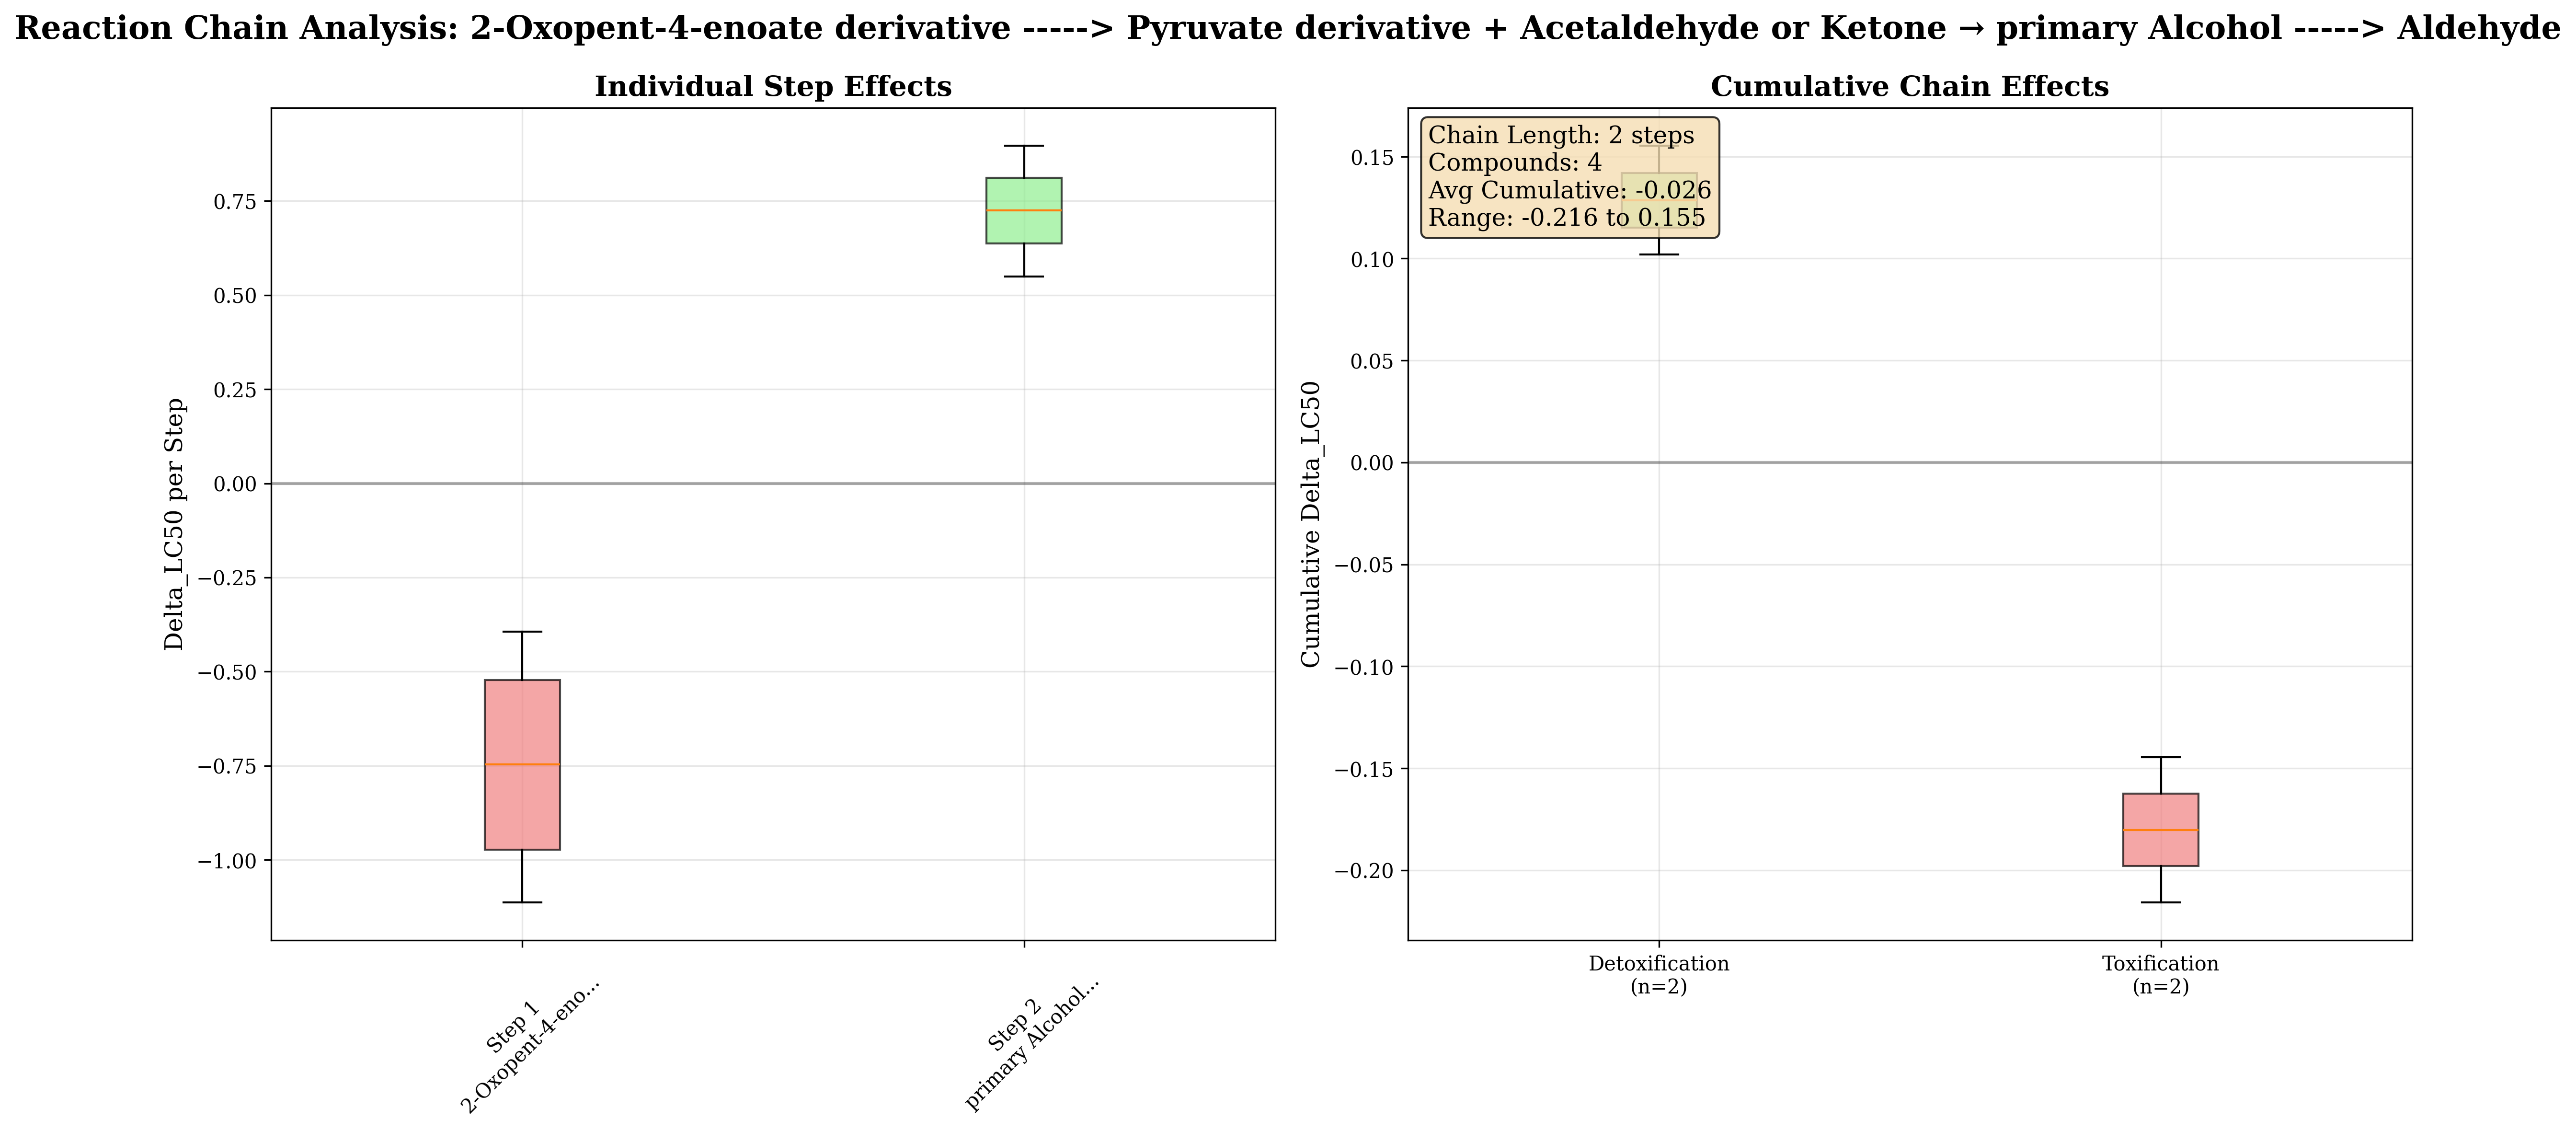 Reaction Chain Analysis: 2-Oxopent-4-enoate derivative -----> Pyruvate derivative + Acetaldehyde or Ketone → primary Alcohol -----> Aldehyde
Individual Step Effects
Delta_LC50 per Step
0.75
0.50
0.25
0.00
−0.25
−0.50
−0.75
−1.00
Step 1
2-Oxopent-4-eno...
Step 2
primary Alcohol...
Cumulative Chain Effects
Cumulative Delta_LC50
0.15
0.10
0.05
0.00
−0.05
−0.10
−0.15
−0.20
Chain Length: 2 steps
Compounds: 4
Avg Cumulative: -0.026
Range: -0.216 to 0.155
Detoxification
(n=2)
Toxification
(n=2)